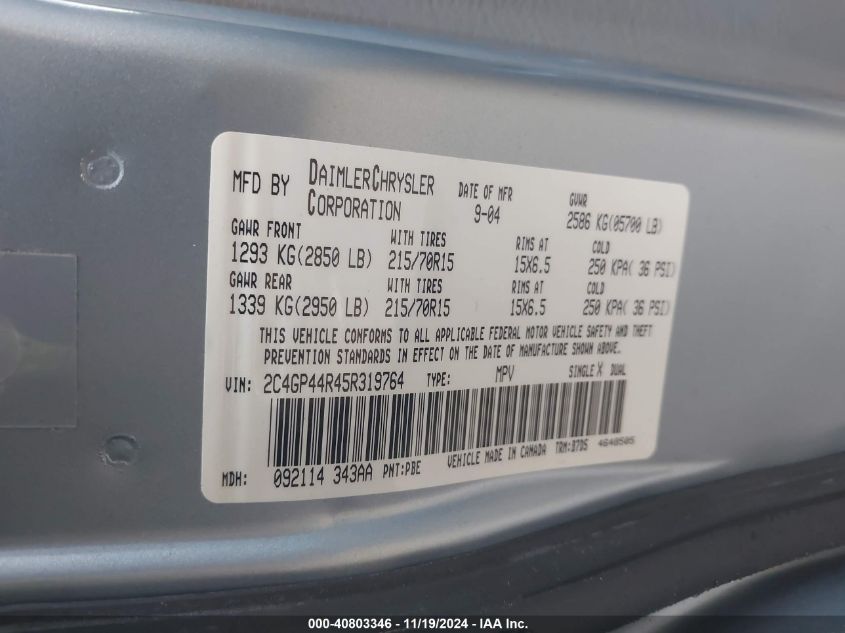 MFD BY DAIMLERCHRYSLER CORPORATION DATE OF MFR 9-04 GVWR 2586 KG(05700 LB)
GAWR FRONT WITH TIRES RIMS AT COLD
1293 KG(2850 LB) 215/70R15 15X6.5 250 KPA( 36 PSI)
GAWR REAR WITH TIRES RIMS AT COLD
1339 KG(2950 LB) 215/70R15 15X6.5 250 KPA( 36 PSI)
THIS VEHICLE CONFORMS TO ALL APPLICABLE FEDERAL MOTOR VEHICLE SAFETY AND THEFT
PREVENTION STANDARDS IN EFFECT ON THE DATE OF MANUFACTURE SHOWN ABOVE.
VIN: 2C4GP44R45R319764 TYPE: MPV SINGLE X DUAL
MDH: 092114 343AA PNT:PBE VEHICLE MADE IN CANADA TRM:D7D5 4648505
000-40803346 - 11/19/2024 - IAA Inc.